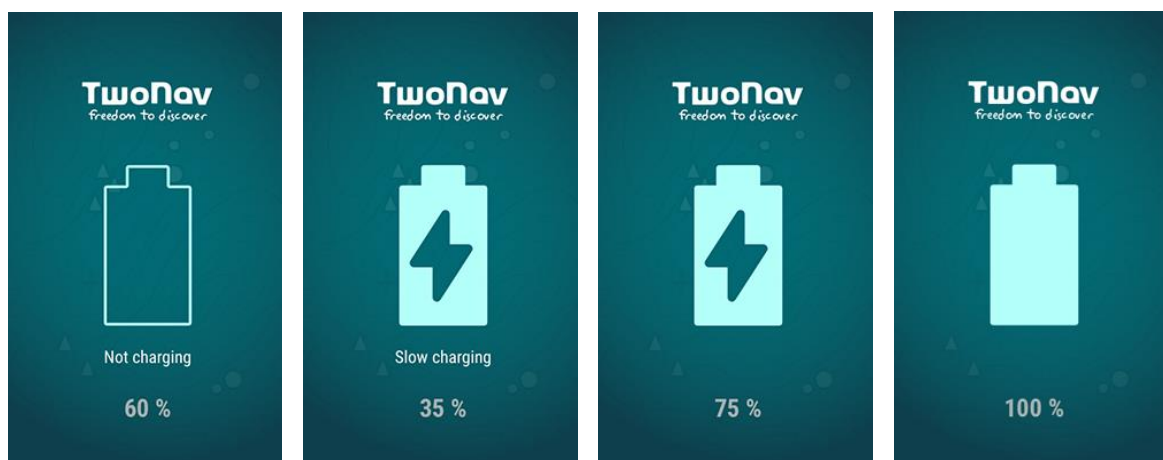 TwoNav
freedom to discover
Not charging
60 %
TwoNav
freedom to discover
Slow charging
35 %
TwoNav
freedom to discover
75 %
TwoNav
freedom to discover
100 %